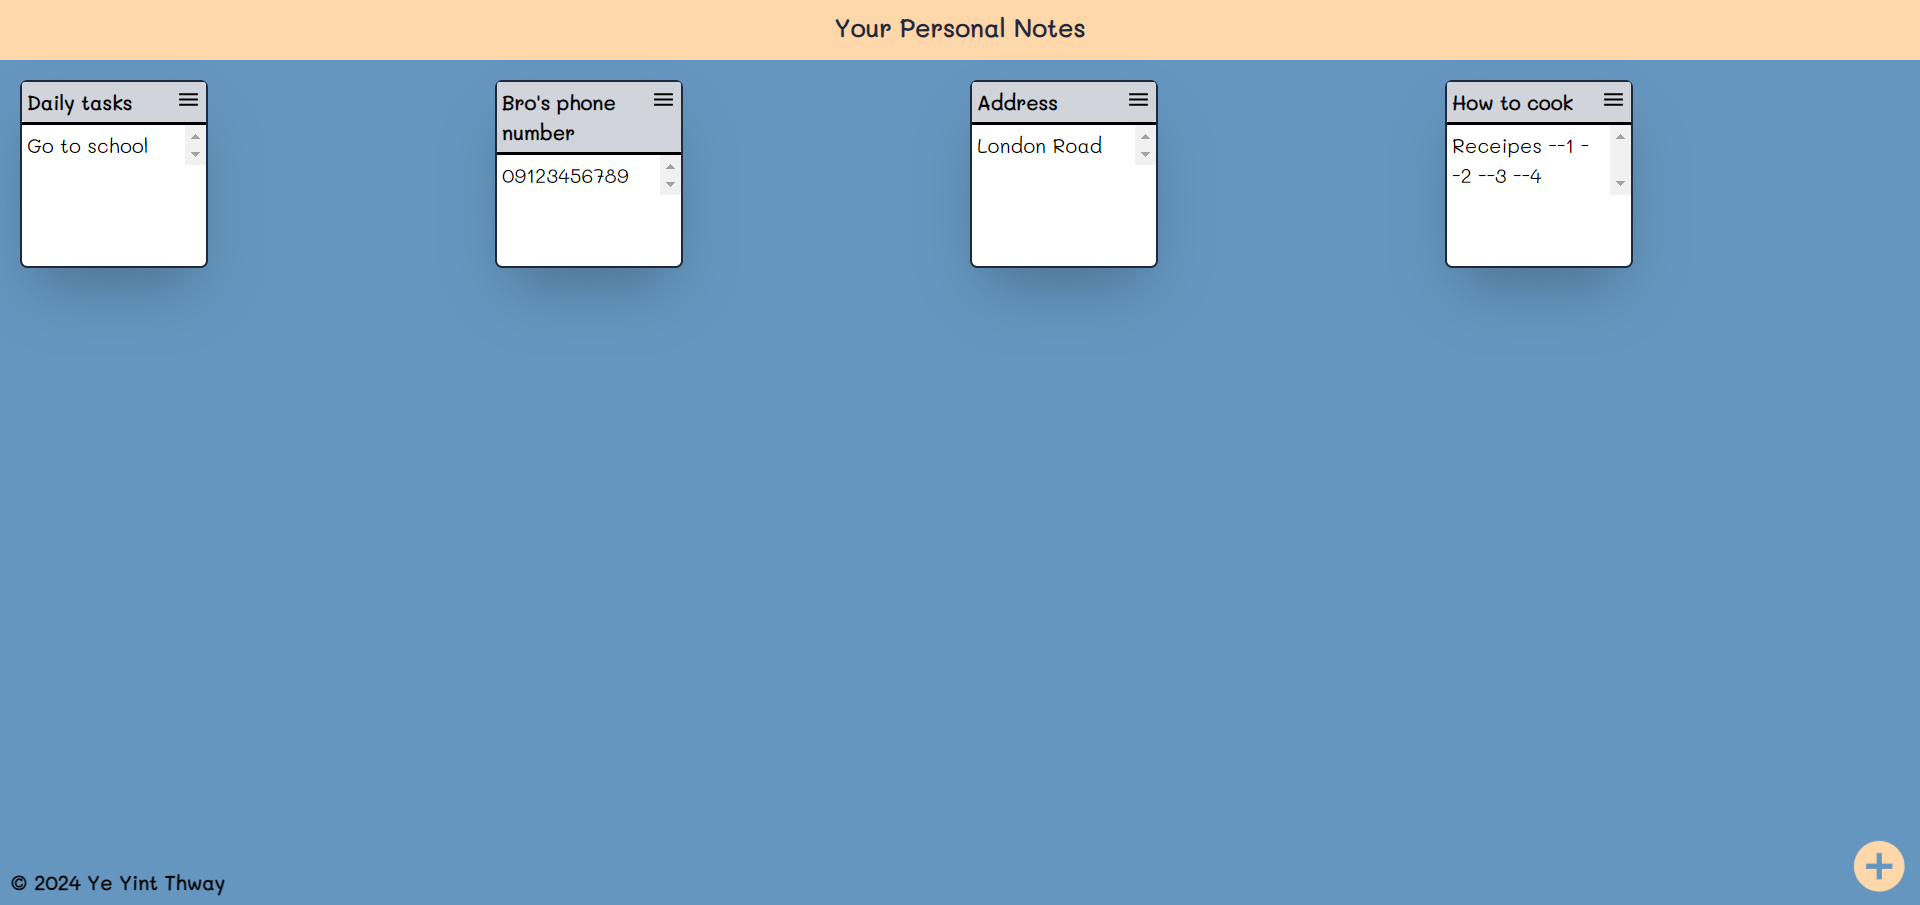 Your Personal Notes
Daily tasks
Go to school
Bro's phone
number
09123456789
Address
London Road
How to cook
Receipes --1 -
-2 --3 --4
© 2024 Ye Yint Thway